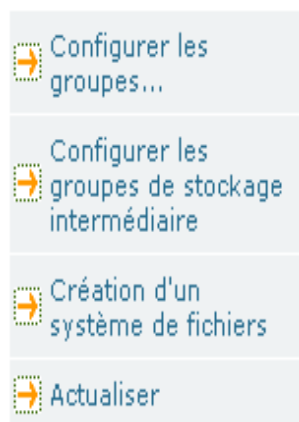 Configurer les
groupes...
Configurer les
groupes de stockage
intermédiaire
Création d'un
système de fichiers
Actualiser